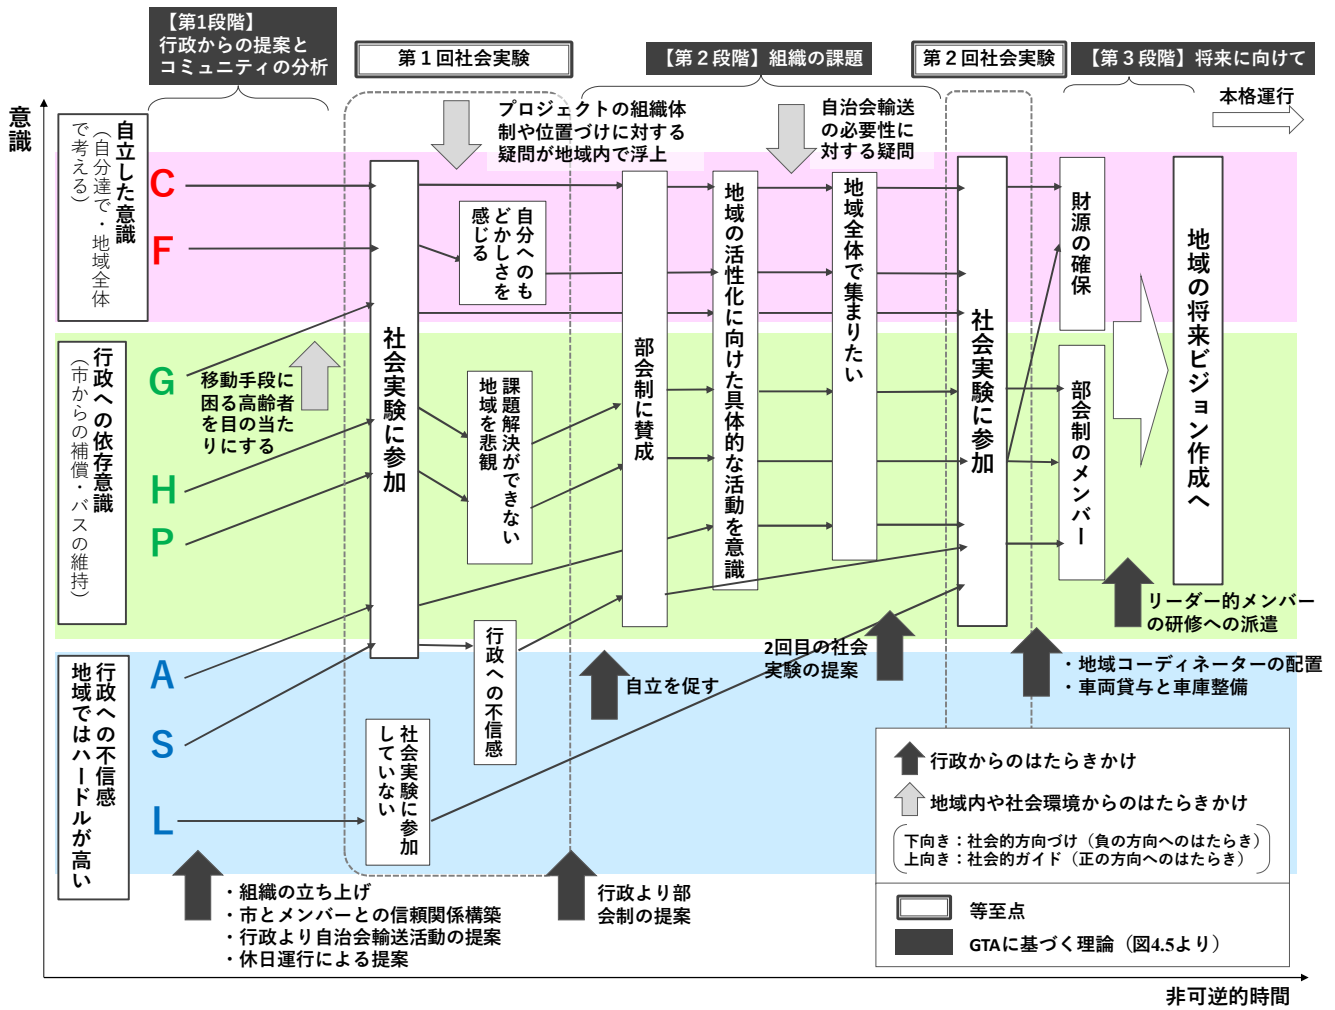 【第1段階】
行政からの提案と
コミュニティの分析
第１回社会実験
【第２段階】組織の課題
第２回社会実験
【第３段階】将来に向けて
意識
本格運行
プロジェクトの組織体
制や位置づけに対する
疑問が地域内で浮上
自治会輸送
の必要性に
対する疑問
自立した意識
（自分達で・地域全体
で考える）
行政への依存意識
（市からの補償・バスの維持）
行政への不信感
地域ではハードルが高い
C
F
G
H
P
A
S
L
移動手段に
困る高齢者
を目の当た
りにする
社会実験に参加
自分へのも
どかしさを
感じる
課題解決ができない
地域を悲観
行政への不信感
社会実験に参加
していない
部会制に賛成
地域の活性化に向けた具体的な活動を意識
地域全体で集まりたい
社会実験に参加
財源の確保
部会制のメンバー
地域の将来ビジョン作成へ
リーダー的メンバー
の研修への派遣
2回目の社会
実験の提案
自立を促す
・地域コーディネーターの配置
・車両貸与と車庫整備
・組織の立ち上げ
・市とメンバーとの信頼関係構築
・行政より自治会輸送活動の提案
・休日運行による提案
行政より部
会制の提案
行政からのはたらきかけ
地域内や社会環境からのはたらきかけ
下向き：社会的方向づけ（負の方向へのはたらき）
上向き：社会的ガイド（正の方向へのはたらき）
等至点
GTAに基づく理論（図4.5より）
非可逆的時間